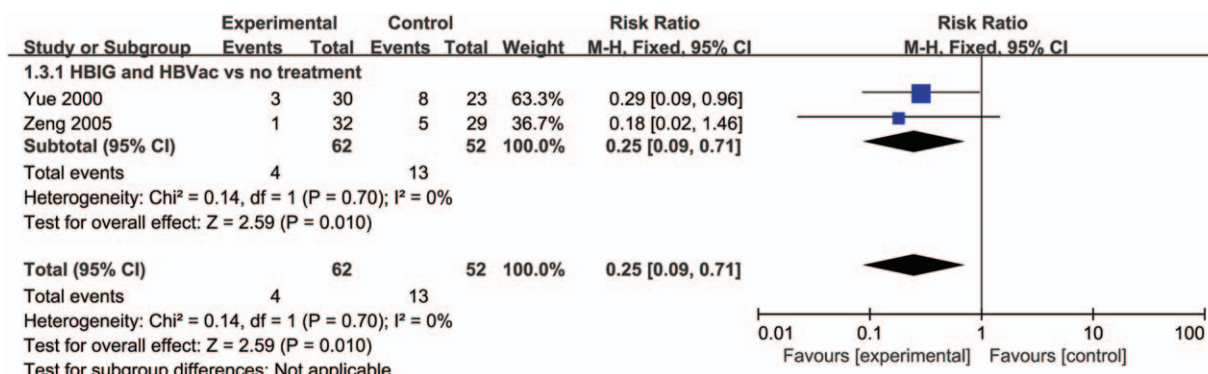 Experimental Control Risk Ratio Risk Ratio
Study or Subgroup Events Total Events Total Weight M-H, Fixed, 95% CI M-H, Fixed, 95% CI
1.3.1 HBIG and HBVac vs no treatment
Yue 2000 3 30 8 23 63.3% 0.29 [0.09, 0.96]
Zeng 2005 1 32 5 29 36.7% 0.18 [0.02, 1.46]
Subtotal (95% CI) 62 52 100.0% 0.25 [0.09, 0.71]
Total events 4 13
Heterogeneity: Chi² = 0.14, df = 1 (P = 0.70); I² = 0%
Test for overall effect: Z = 2.59 (P = 0.010)
Total (95% CI) 62 52 100.0% 0.25 [0.09, 0.71]
Total events 4 13
Heterogeneity: Chi² = 0.14, df = 1 (P = 0.70); I² = 0%
Test for overall effect: Z = 2.59 (P = 0.010)
Test for subgroup differences: Not applicable
0.01 0.1 1 10 100
Favours [experimental] Favours [control]